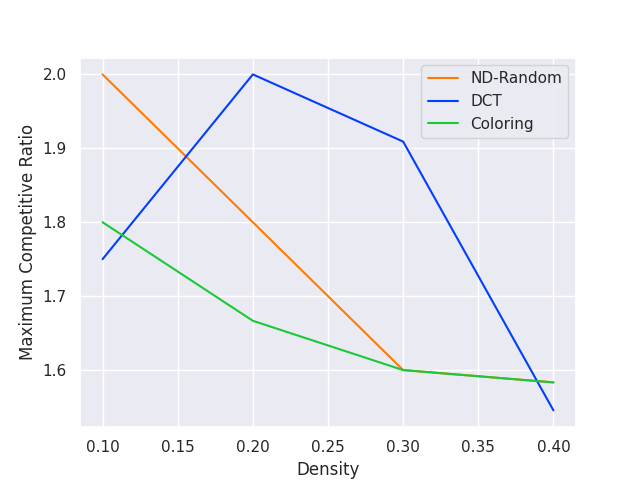 ND-Random
DCT
Coloring
2.0
1.9
1.8
1.7
1.6
Maximum Competitive Ratio
0.10 0.15 0.20 0.25 0.30 0.35 0.40
Density